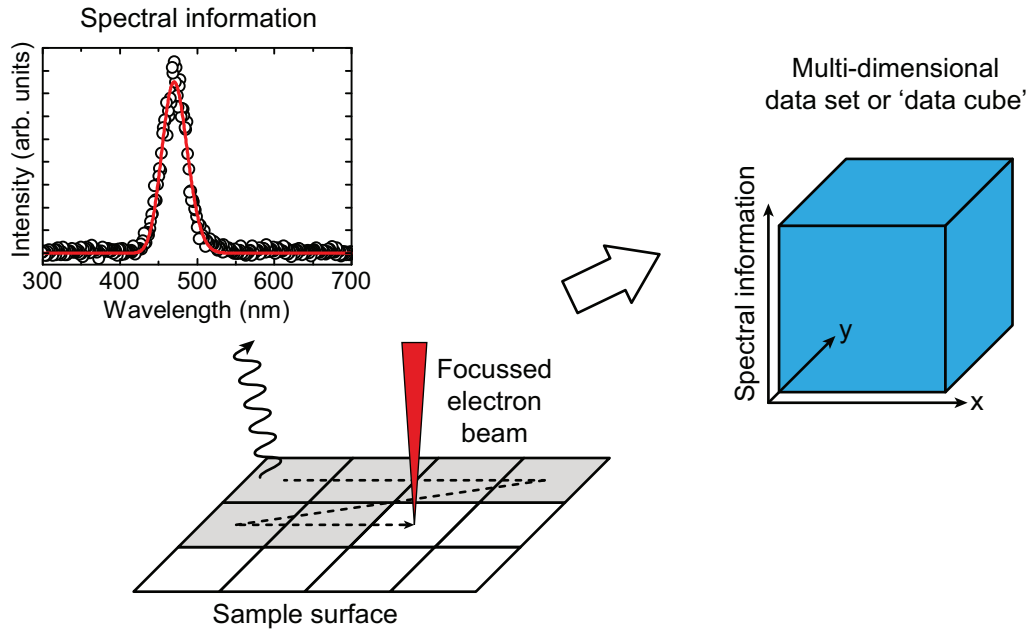 Spectral information
Intensity (arb. units)
300 400 500 600 700
Wavelength (nm)
Focussed
electron
beam
Sample surface
Multi-dimensional
data set or ‘data cube’
Spectral information
y
x